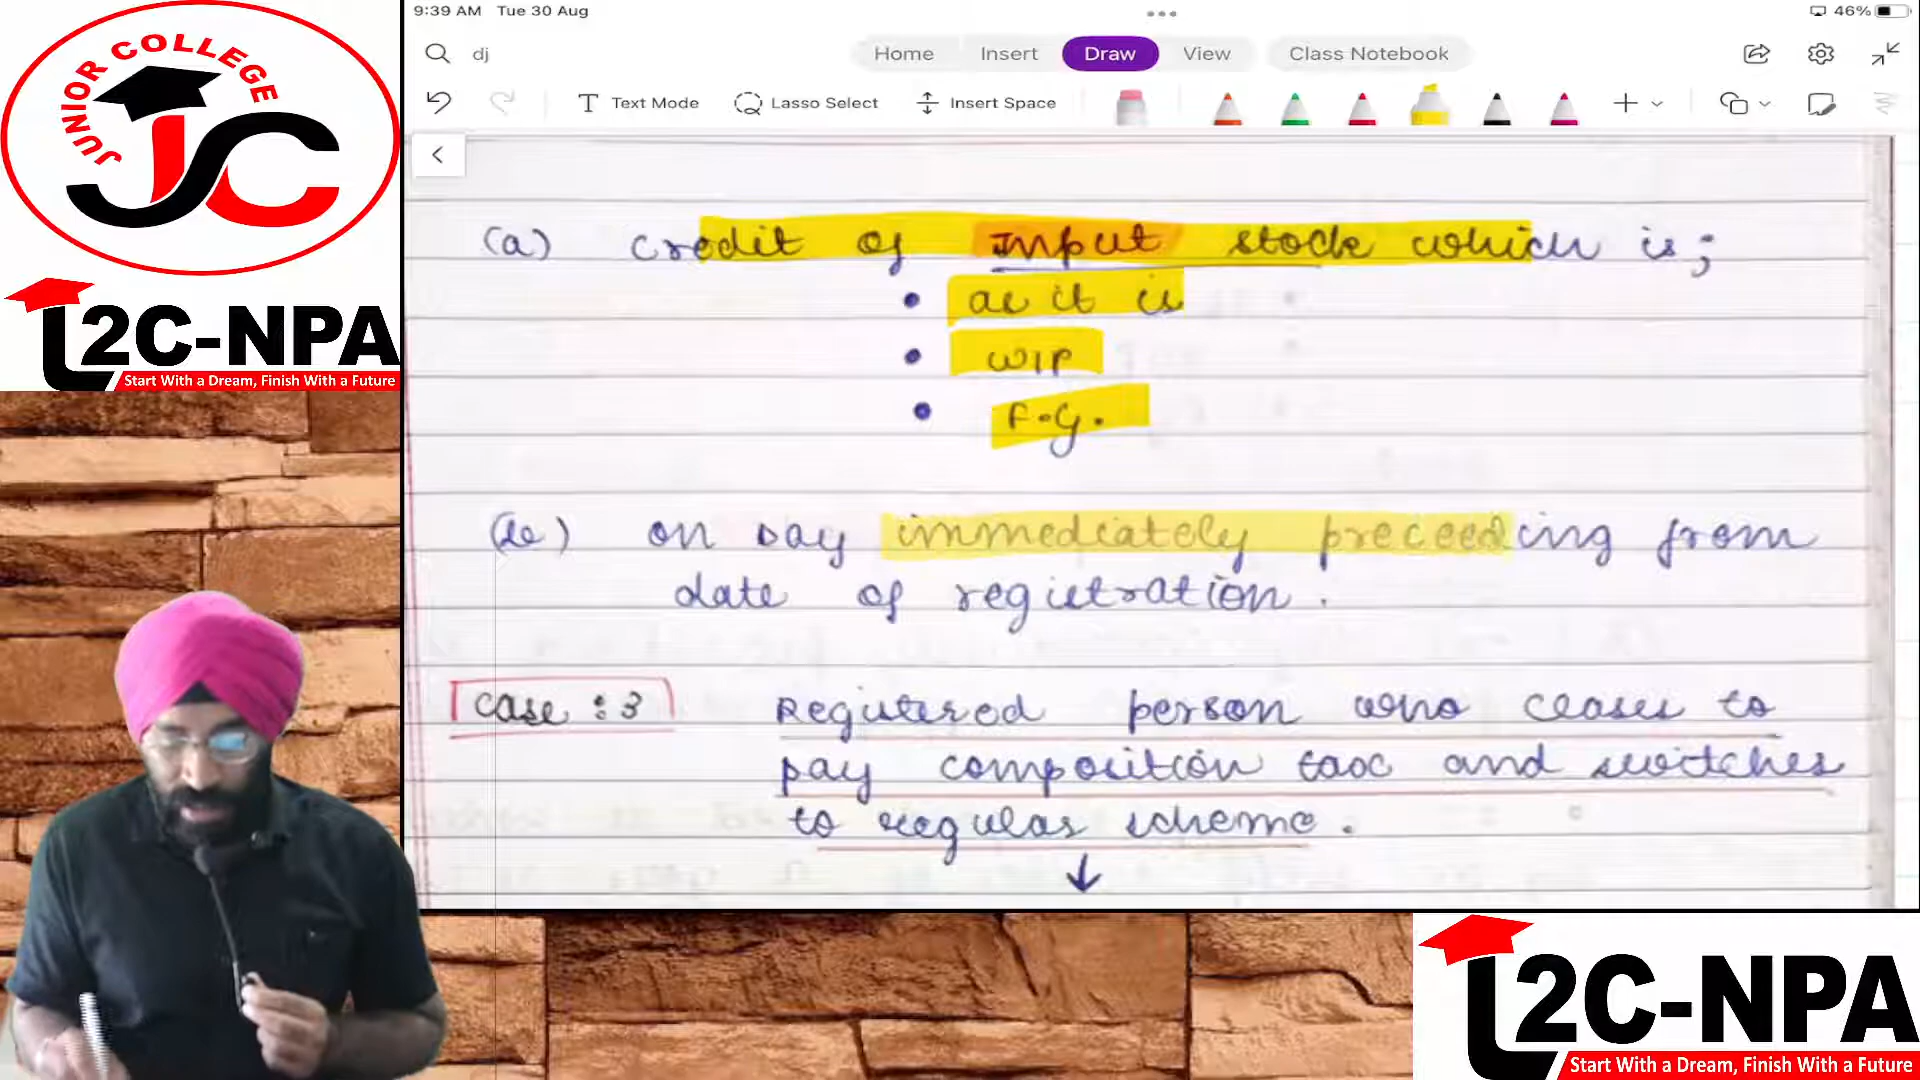 JUNIOR COLLEGE
JC
L2C-NPA
Start With a Dream, Finish With a Future
9:39 AM Tue 30 Aug
46%
dj
Home Insert Draw View Class Notebook
Text Mode Lasso Select Insert Space
(a) credit of Input stock which is;
• as it is
• WIP
• F.G.
(b) on day immediately preceeding from
date of registration.
Case : 3 Registered person who ceases to
pay composition tax and switches
to regular scheme.
L2C-NPA
Start With a Dream, Finish With a Future